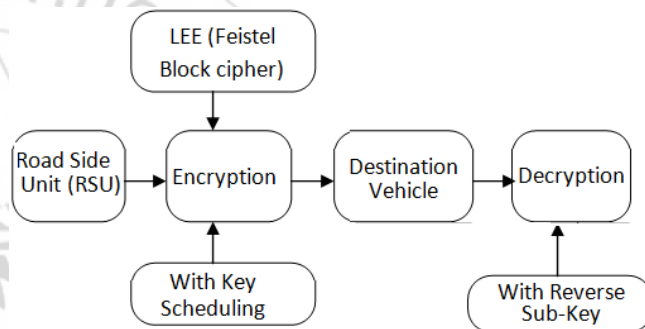 LEE (Feistel
Block cipher)
Road Side
Unit (RSU)
Encryption
Destination
Vehicle
Decryption
With Key
Scheduling
With Reverse
Sub-Key